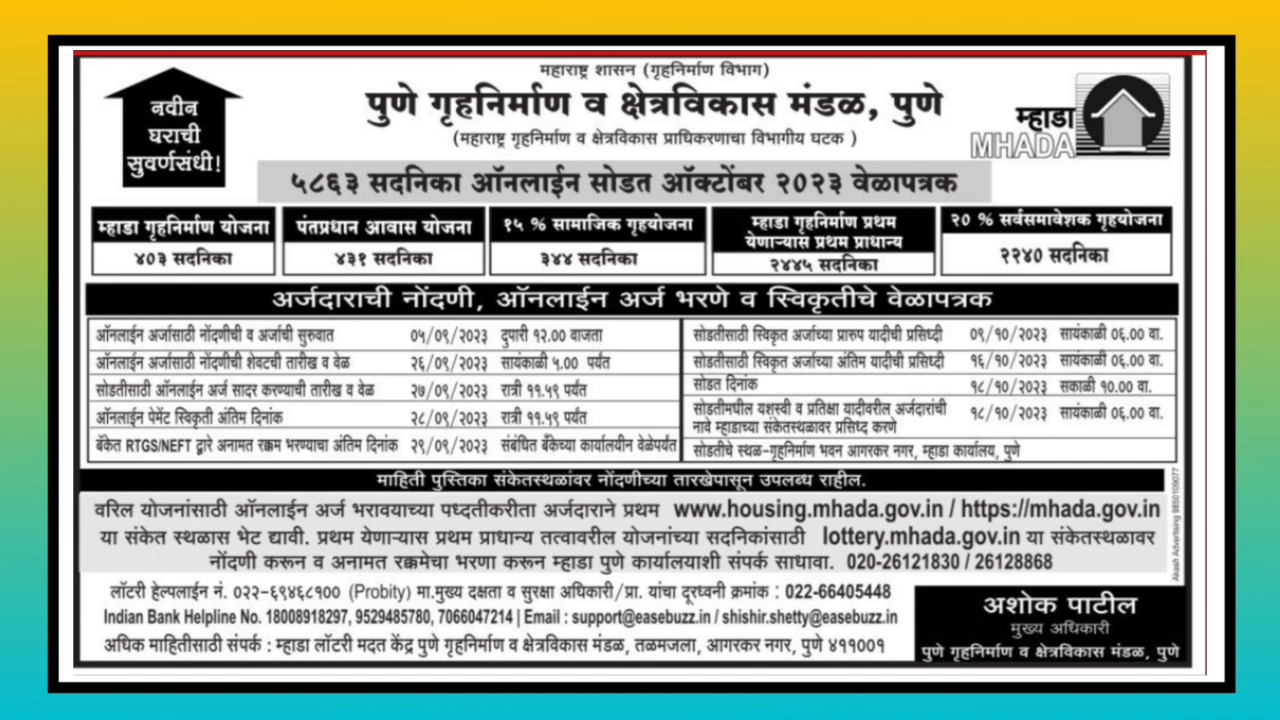 महाराष्ट्र शासन (गृहनिर्माण विभाग)
नवीन
घराची
सुवर्णसंधी!
पुणे गृहनिर्माण व क्षेत्रविकास मंडळ, पुणे
(महाराष्ट्र गृहनिर्माण व क्षेत्रविकास प्राधिकरणाचा विभागीय घटक )
म्हाडा
MHADA
५८६३ सदनिका ऑनलाईन सोडत ऑक्टोंबर २०२३ वेळापत्रक
म्हाडा गृहनिर्माण योजना
४०३ सदनिका
पंतप्रधान आवास योजना
४३१ सदनिका
१५ % सामाजिक गृहयोजना
३४४ सदनिका
म्हाडा गृहनिर्माण प्रथम
येणाऱ्यास प्रथम प्राधान्य
२४४५ सदनिका
२० % सर्वसमावेशक गृहयोजना
२२४० सदनिका
अर्जदाराची नोंदणी, ऑनलाईन अर्ज भरणे व स्विकृतीचे वेळापत्रक
ऑनलाईन अर्जासाठी नोंदणीची व अर्जाची सुरुवात ०५/०९/२०२३ दुपारी १२.०० वाजता
ऑनलाईन अर्जासाठी नोंदणीची शेवटची तारीख व वेळ २६/०९/२०२३ सायंकाळी ५.०० पर्यंत
सोडतीसाठी ऑनलाईन अर्ज सादर करण्याची तारीख व वेळ २७/०९/२०२३ रात्री ११.५९ पर्यंत
ऑनलाईन पेमेंट स्विकृती अंतिम दिनांक २८/०९/२०२३ रात्री ११.५९ पर्यंत
बँकेत RTGS/NEFT द्वारे अनामत रक्कम भरण्याचा अंतिम दिनांक २९/०९/२०२३ संबंधित बँकेच्या कार्यालयीन वेळेपर्यंत
सोडतीसाठी स्विकृत अर्जाच्या प्रारुप यादीची प्रसिध्दी ०९/१०/२०२३ सायंकाळी ०६.०० वा.
सोडतीसाठी स्विकृत अर्जाच्या अंतिम यादीची प्रसिध्दी १६/१०/२०२३ सायंकाळी ०६.०० वा.
सोडत दिनांक १८/१०/२०२३ सकाळी १०.०० वा.
सोडतीमधील यशस्वी व प्रतिक्षा यादीवरील अर्जदारांची १८/१०/२०२३ सायंकाळी ०६.०० वा.
नावे म्हाडाच्या संकेतस्थळावर प्रसिध्द करणे
सोडतीचे स्थळ-गृहनिर्माण भवन आगरकर नगर, म्हाडा कार्यालय, पुणे
माहिती पुस्तिका संकेतस्थळांवर नोंदणीच्या तारखेपासून उपलब्ध राहील.
वरिल योजनांसाठी ऑनलाईन अर्ज भरावयाच्या पध्दतीकरीता अर्जदाराने प्रथम www.housing.mhada.gov.in / https://mhada.gov.in
या संकेत स्थळास भेट द्यावी. प्रथम येणाऱ्यास प्रथम प्राधान्य तत्वावरील योजनांच्या सदनिकांसाठी lottery.mhada.gov.in या संकेतस्थळावर
नोंदणी करून व अनामत रक्कमेचा भरणा करून म्हाडा पुणे कार्यालयाशी संपर्क साधावा. 020-26121830 / 26128868
लॉटरी हेल्पलाईन नं. ०२२-६९४६८१०० (Probity) मा.मुख्य दक्षता व सुरक्षा अधिकारी/प्रा. यांचा दूरध्वनी क्रमांक : 022-66405448
Indian Bank Helpline No. 18008918297, 9529485780, 7066047214 | Email : support@easebuzz.in / shishir.shetty@easebuzz.in
अधिक माहितीसाठी संपर्क : म्हाडा लॉटरी मदत केंद्र पुणे गृहनिर्माण व क्षेत्रविकास मंडळ, तळमजला, आगरकर नगर, पुणे ४११००१
अशोक पाटील
मुख्य अधिकारी
पुणे गृहनिर्माण व क्षेत्रविकास मंडळ, पुणे
Akash Advertising 9850109077